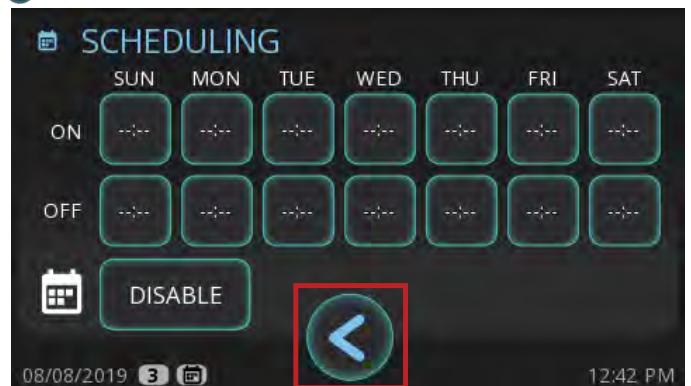 SCHEDULING
SUN MON TUE WED THU FRI SAT
ON --:-- --:-- --:-- --:-- --:-- --:-- --:--
OFF --:-- --:-- --:-- --:-- --:-- --:-- --:--
DISABLE
08/08/2019 3 12:42 PM